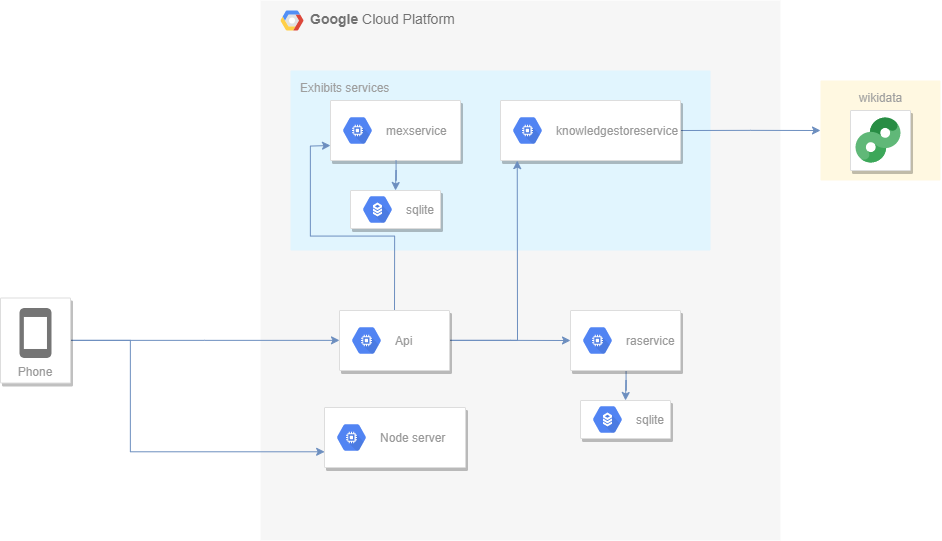 Google Cloud Platform
Exhibits services
mexservice
knowledgestoreservice
wikidata
sqlite
Phone
Api
raservice
sqlite
Node server